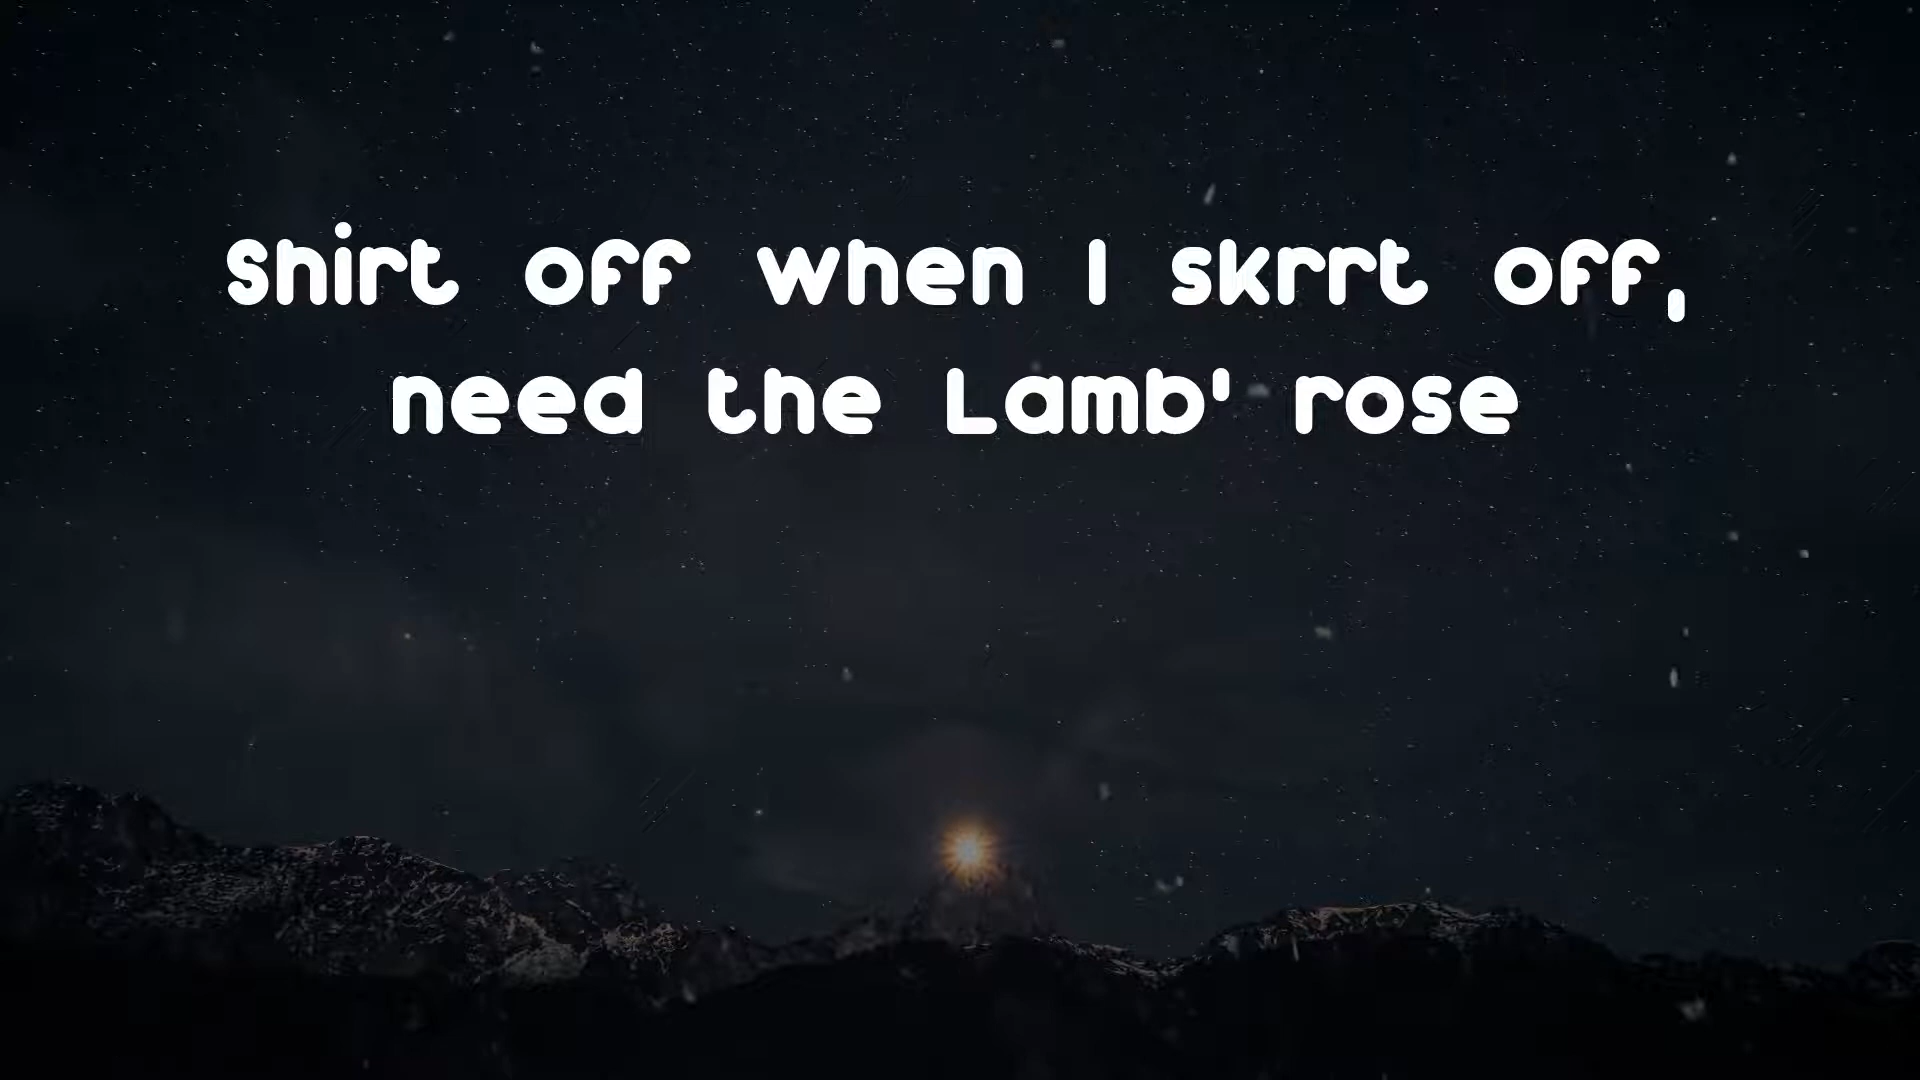 Shirt off when I skrrt off,
need the Lamb' rose